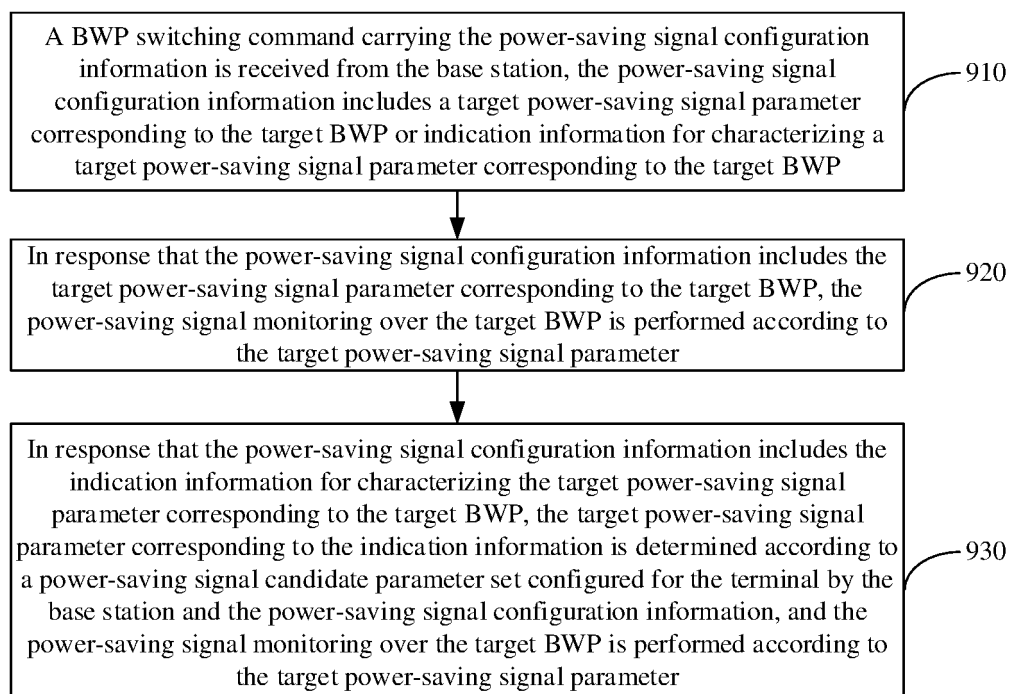 A BWP switching command carrying the power-saving signal configuration
information is received from the base station, the power-saving signal
configuration information includes a target power-saving signal parameter
corresponding to the target BWP or indication information for characterizing a
target power-saving signal parameter corresponding to the target BWP
910
In response that the power-saving signal configuration information includes the
target power-saving signal parameter corresponding to the target BWP, the
power-saving signal monitoring over the target BWP is performed according to
the target power-saving signal parameter
920
In response that the power-saving signal configuration information includes the
indication information for characterizing the target power-saving signal
parameter corresponding to the target BWP, the target power-saving signal
parameter corresponding to the indication information is determined according to
a power-saving signal candidate parameter set configured for the terminal by the
base station and the power-saving signal configuration information, and the
power-saving signal monitoring over the target BWP is performed according to
the target power-saving signal parameter
930